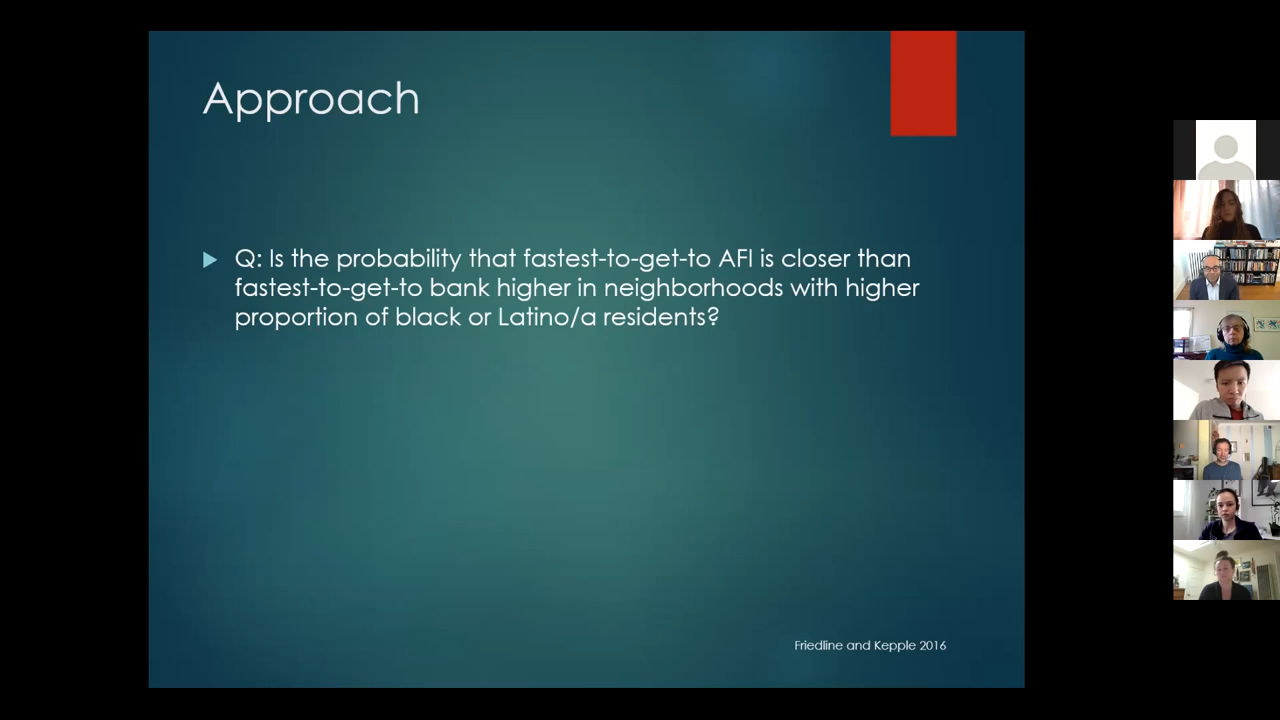 Approach
Q: Is the probability that fastest-to-get-to AFI is closer than
fastest-to-get-to bank higher in neighborhoods with higher
proportion of black or Latino/a residents?
Friedline and Kepple 2016